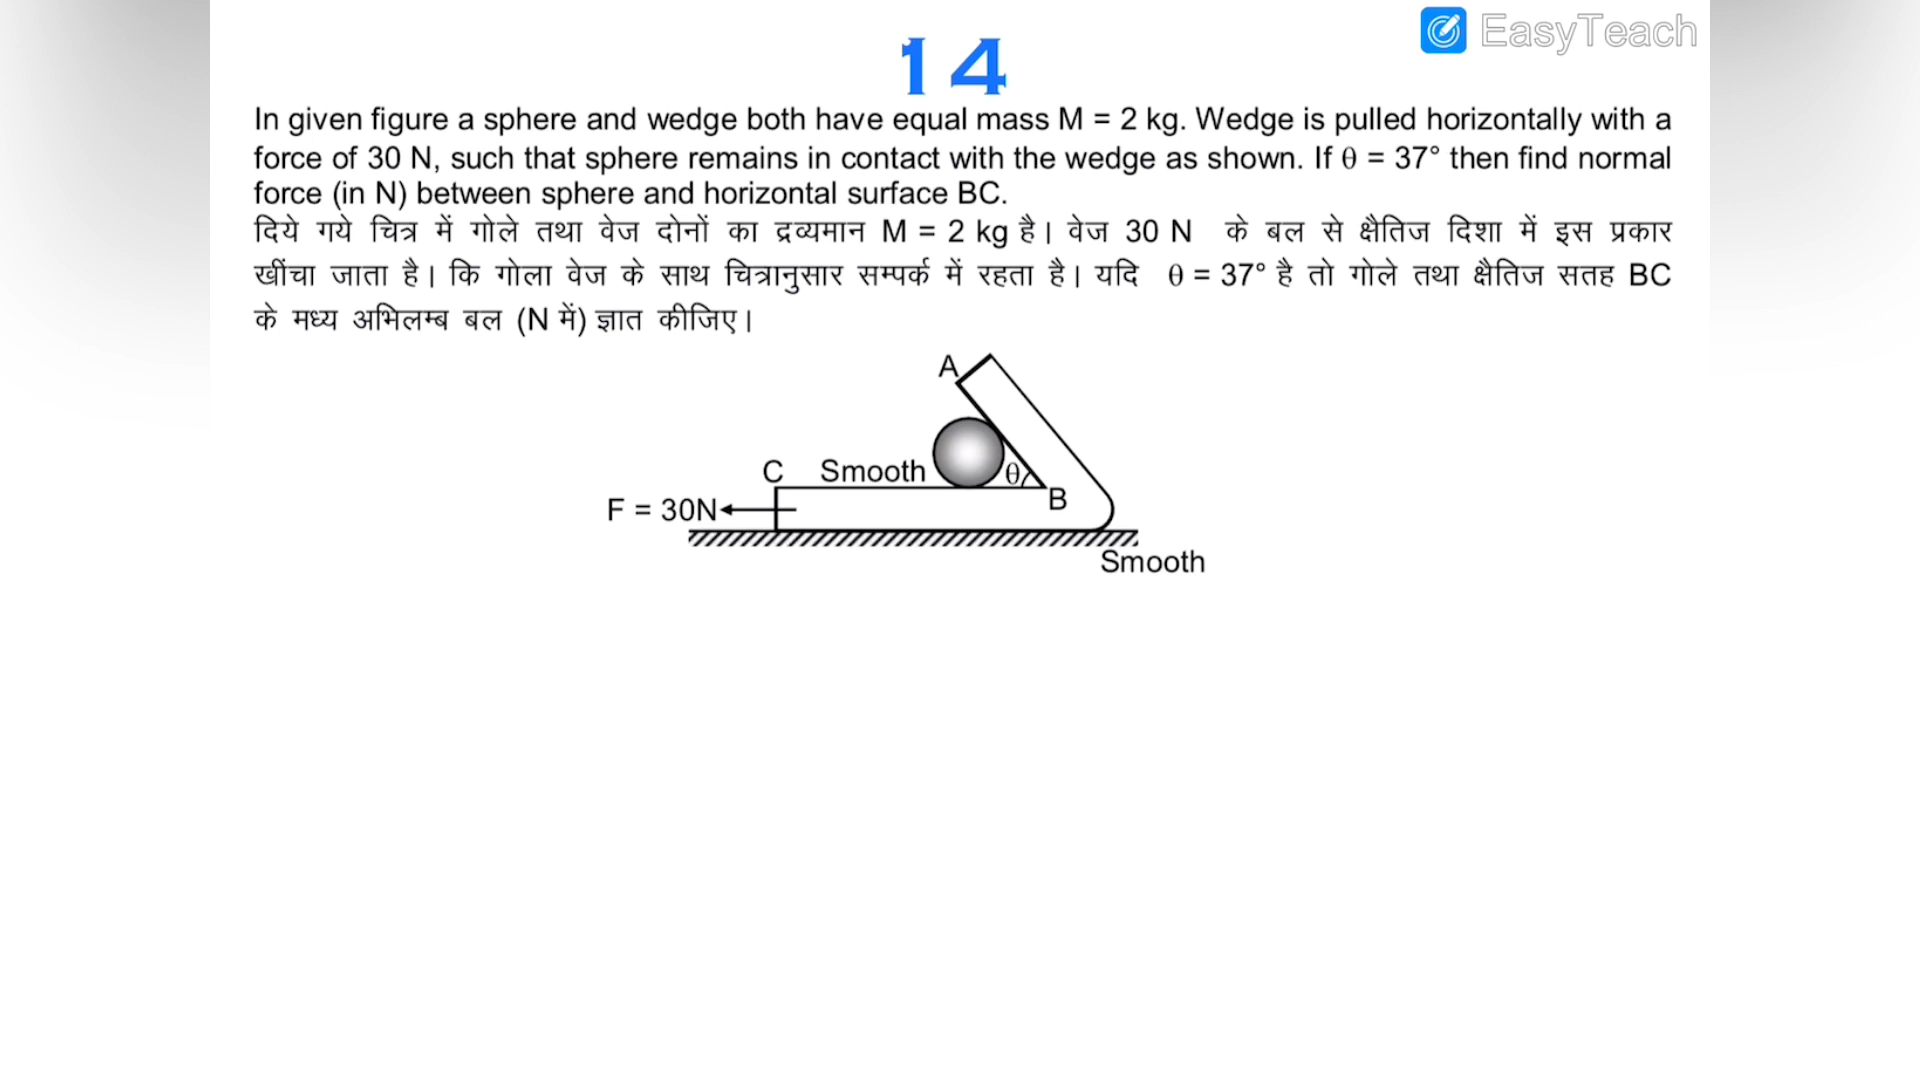 EasyTeach
14
In given figure a sphere and wedge both have equal mass M = 2 kg. Wedge is pulled horizontally with a
force of 30 N, such that sphere remains in contact with the wedge as shown. If θ = 37° then find normal
force (in N) between sphere and horizontal surface BC.
दिये गये चित्र में गोले तथा वेज दोनों का द्रव्यमान M = 2 kg है। वेज 30 N के बल से क्षैतिज दिशा में इस प्रकार
खींचा जाता है। कि गोला वेज के साथ चित्रानुसार सम्पर्क में रहता है। यदि θ = 37° है तो गोले तथा क्षैतिज सतह BC
के मध्य अभिलम्ब बल (N में) ज्ञात कीजिए।
A
C Smooth θ
B
F = 30N
Smooth